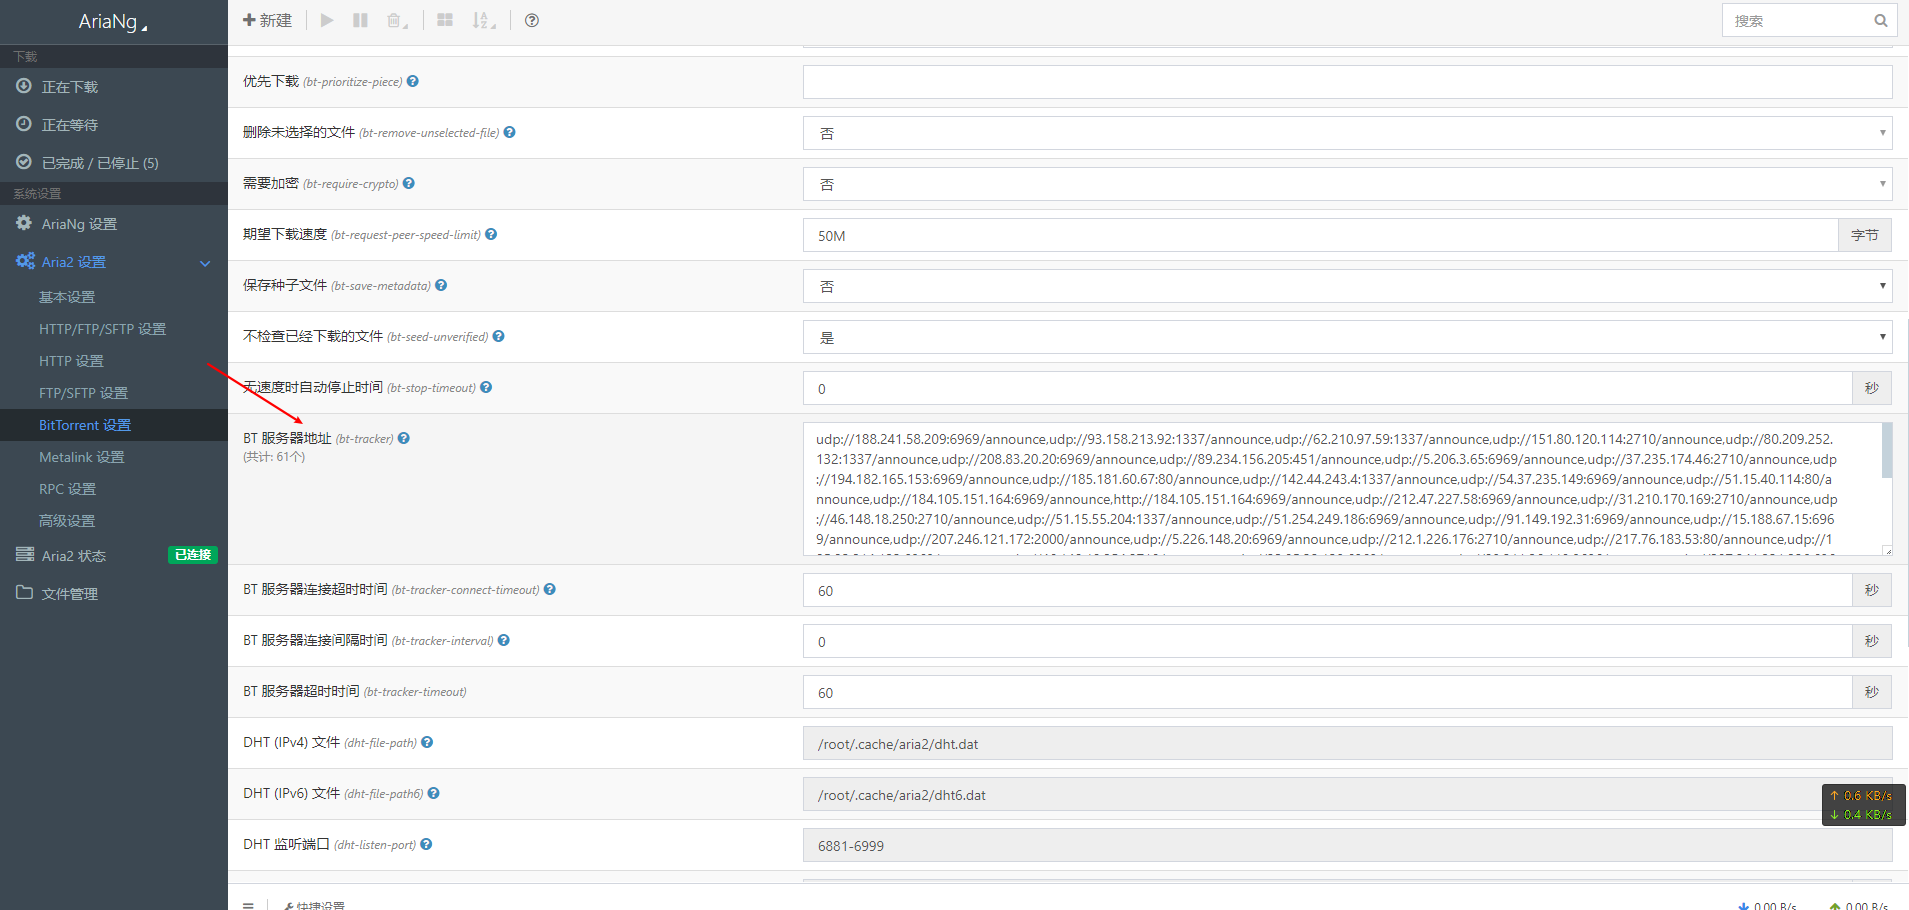 AriaNg
新建
搜索
下载
正在下载
正在等待
已完成 / 已停止 (5)
系统设置
AriaNg 设置
Aria2 设置
基本设置
HTTP/FTP/SFTP 设置
HTTP 设置
FTP/SFTP 设置
BitTorrent 设置
Metalink 设置
RPC 设置
高级设置
Aria2 状态 已连接
文件管理
优先下载 (bt-prioritize-piece)
删除未选择的文件 (bt-remove-unselected-file) 否
需要加密 (bt-require-crypto) 否
期望下载速度 (bt-request-peer-speed-limit) 50M 字节
保存种子文件 (bt-save-metadata) 否
不检查已经下载的文件 (bt-seed-unverified) 是
无速度时自动停止时间 (bt-stop-timeout) 0 秒
BT 服务器地址 (bt-tracker)
(共计: 61个)
udp://188.241.58.209:6969/announce,udp://93.158.213.92:1337/announce,udp://62.210.97.59:1337/announce,udp://151.80.120.114:2710/announce,udp://80.209.252.
132:1337/announce,udp://208.83.20.20:6969/announce,udp://89.234.156.205:451/announce,udp://5.206.3.65:6969/announce,udp://37.235.174.46:2710/announce,udp
://194.182.165.153:6969/announce,udp://185.181.60.67:80/announce,udp://142.44.243.4:1337/announce,udp://54.37.235.149:6969/announce,udp://51.15.40.114:80/a
nnounce,udp://184.105.151.164:6969/announce,http://184.105.151.164:6969/announce,udp://212.47.227.58:6969/announce,udp://31.210.170.169:2710/announce,udp
://46.148.18.250:2710/announce,udp://51.15.55.204:1337/announce,udp://51.254.249.186:6969/announce,udp://91.149.192.31:6969/announce,udp://15.188.67.15:696
9/announce,udp://207.246.121.172:2000/announce,udp://5.226.148.20:6969/announce,udp://212.1.226.176:2710/announce,udp://217.76.183.53:80/announce,udp://1
BT 服务器连接超时时间 (bt-tracker-connect-timeout) 60 秒
BT 服务器连接间隔时间 (bt-tracker-interval) 0 秒
BT 服务器超时时间 (bt-tracker-timeout) 60 秒
DHT (IPv4) 文件 (dht-file-path) /root/.cache/aria2/dht.dat
DHT (IPv6) 文件 (dht-file-path6) /root/.cache/aria2/dht6.dat
↑ 0.6 KB/s
↓ 0.4 KB/s
DHT 监听端口 (dht-listen-port) 6881-6999
快捷设置
0.00 B/s
0.00 B/s